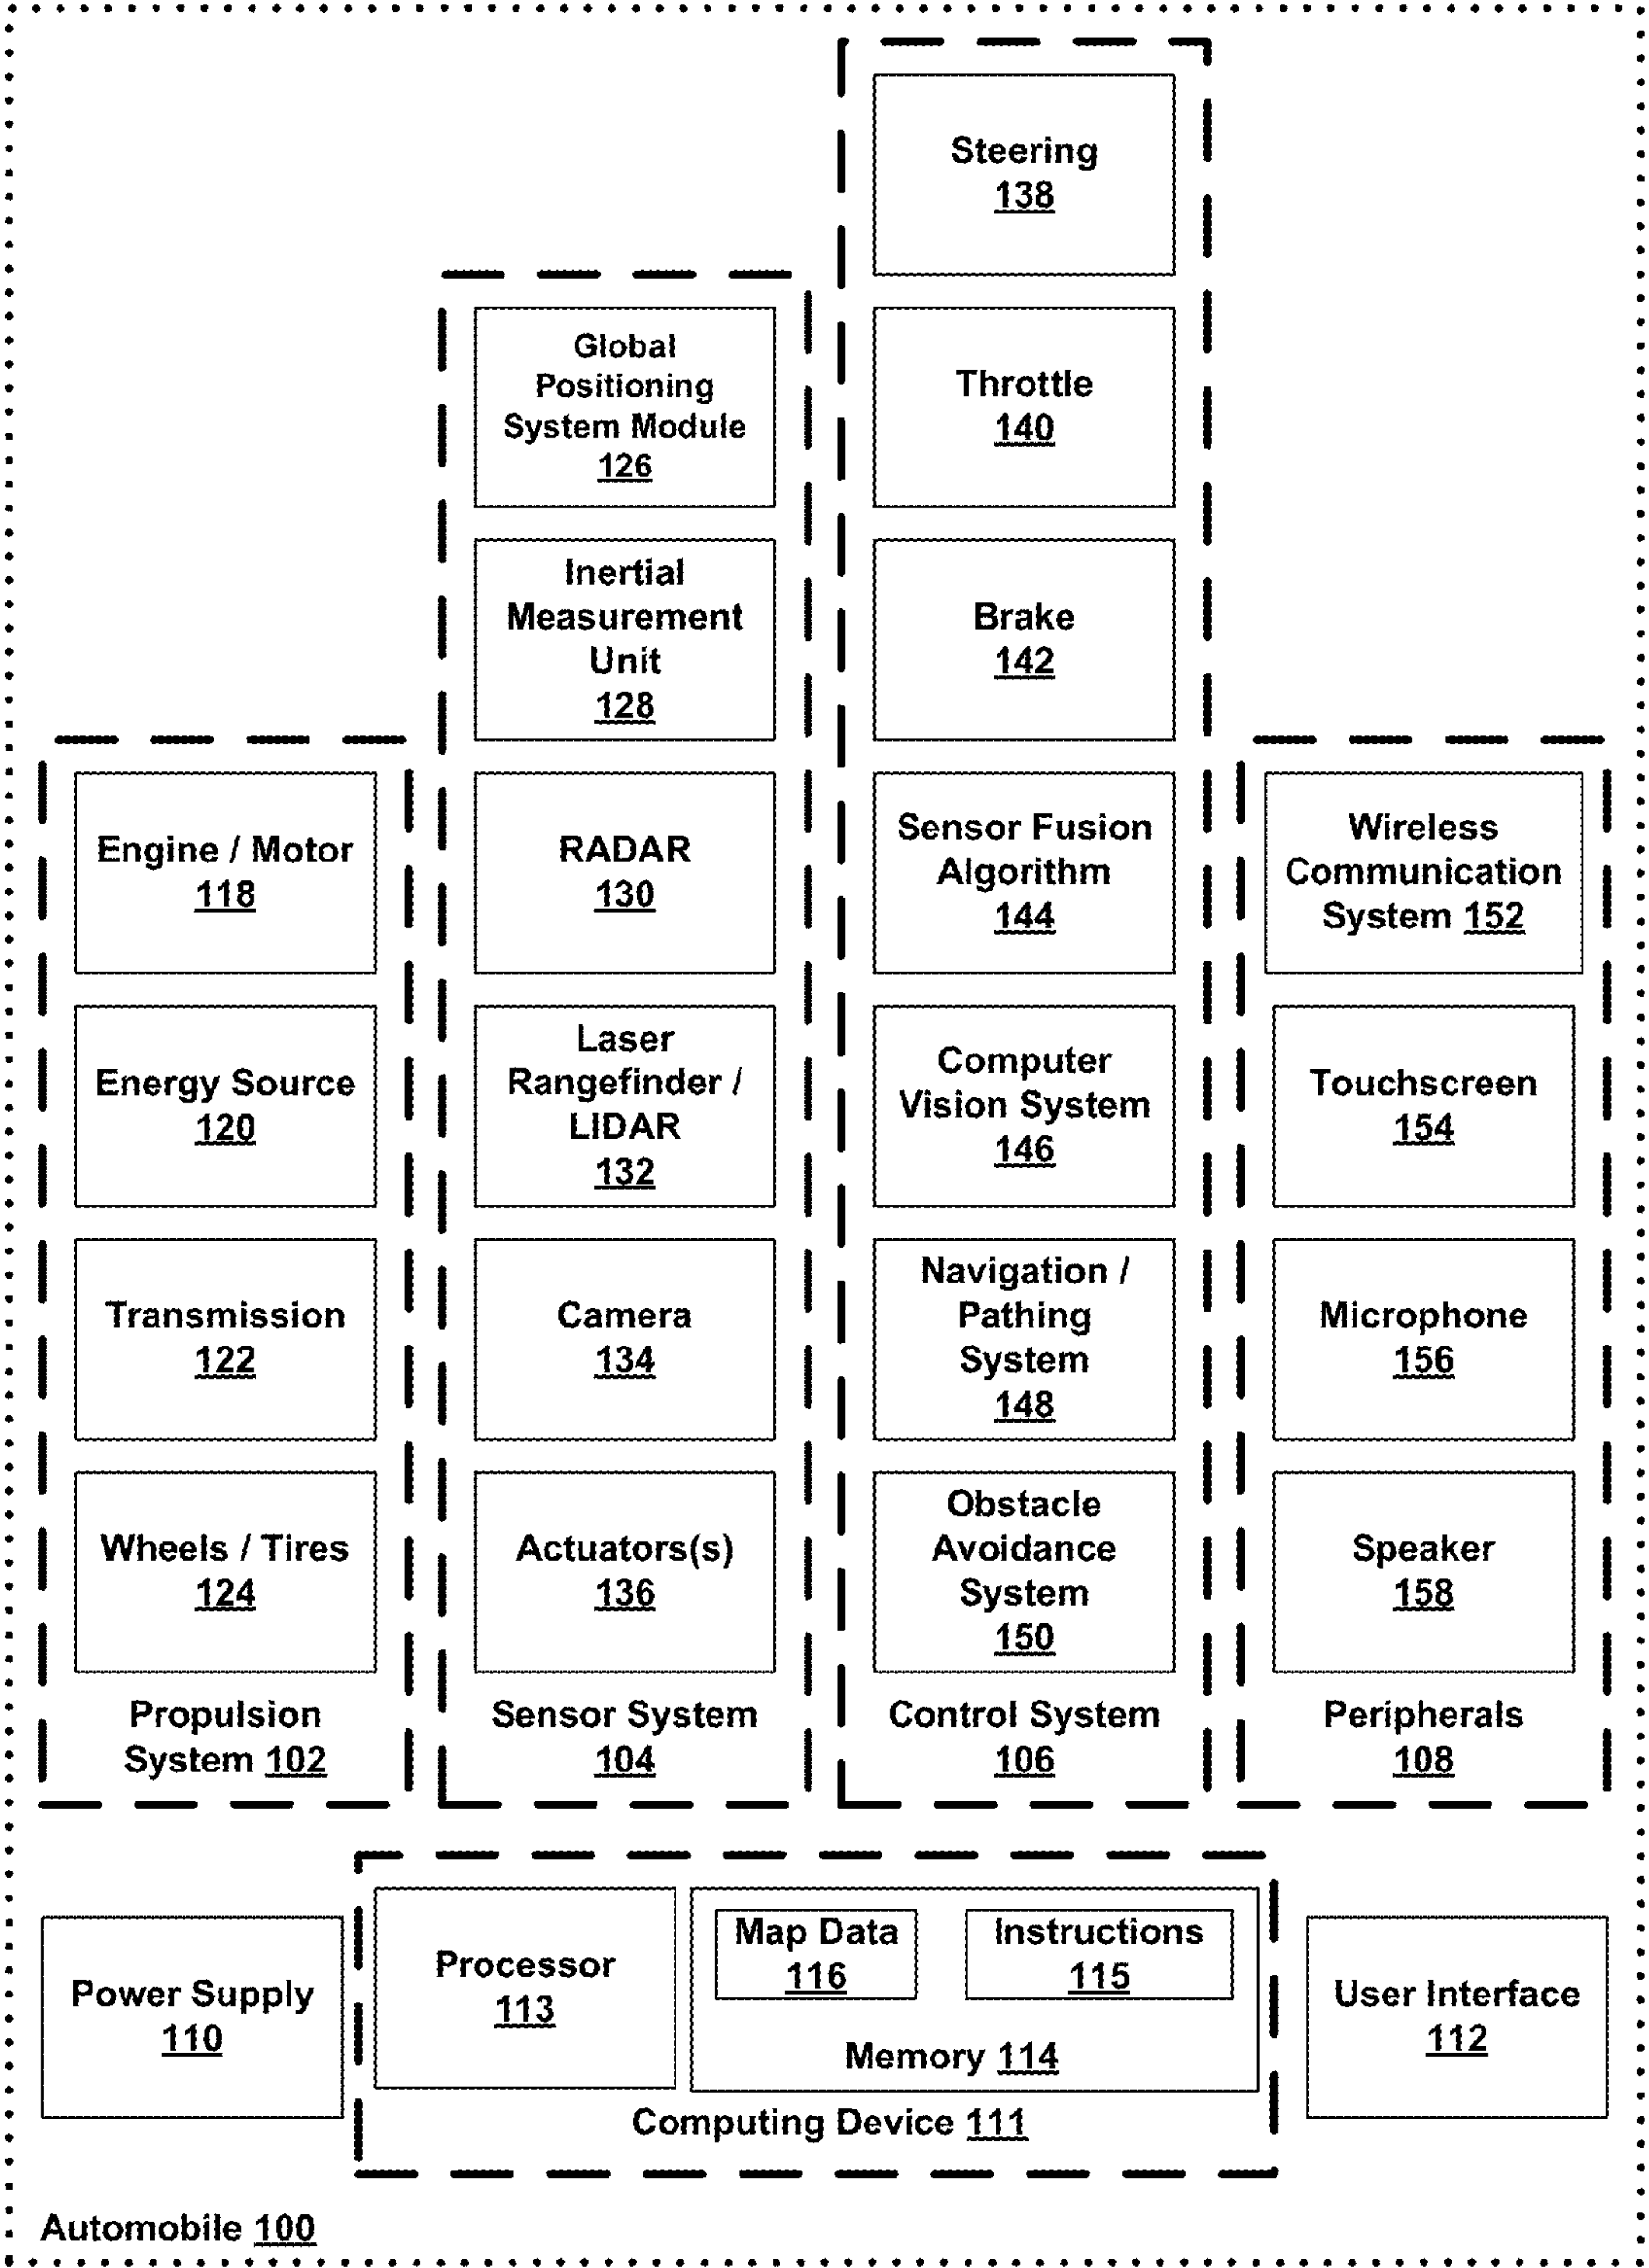 Steering
138
Throttle
140
Brake
142
Sensor Fusion
Algorithm
144
Computer
Vision System
146
Navigation /
Pathing
System
148
Obstacle
Avoidance
System
150
Control System
106
Global
Positioning
System Module
126
Inertial
Measurement
Unit
128
RADAR
130
Laser
Rangefinder /
LIDAR
132
Camera
134
Actuators(s)
136
Sensor System
104
Engine / Motor
118
Energy Source
120
Transmission
122
Wheels / Tires
124
Propulsion
System 102
Wireless
Communication
System 152
Touchscreen
154
Microphone
156
Speaker
158
Peripherals
108
Power Supply
110
Processor
113
Map Data
116
Instructions
115
Memory 114
Computing Device 111
User Interface
112
Automobile 100